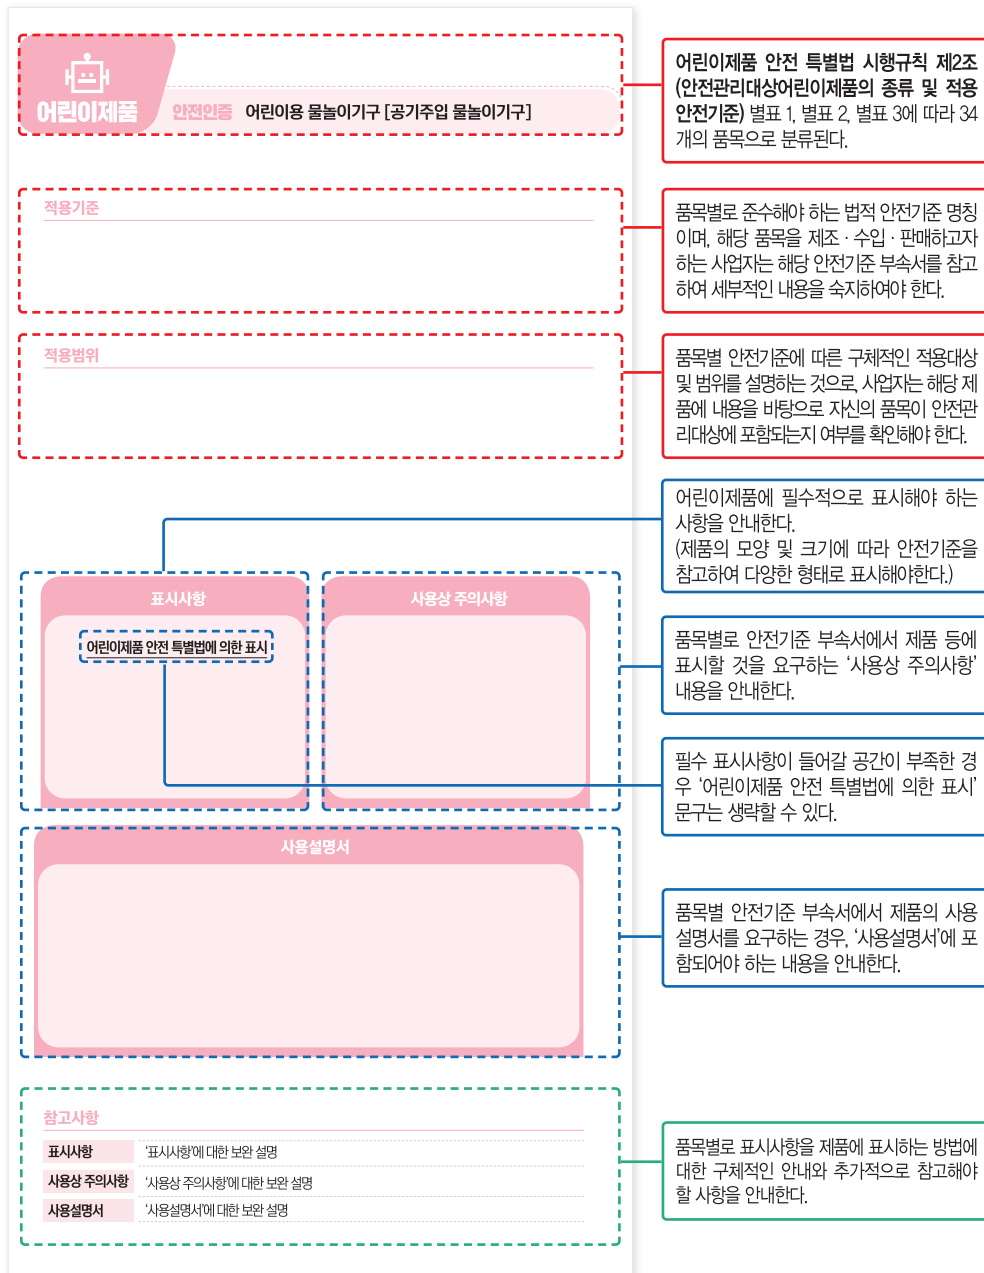 어린이제품
안전인증 어린이용 물놀이기구 [공기주입 물놀이기구]
어린이제품 안전 특별법 시행규칙 제2조
(안전관리대상어린이제품의 종류 및 적용
안전기준) 별표 1, 별표 2, 별표 3에 따라 34
개의 품목으로 분류된다.
적용기준
품목별로 준수해야 하는 법적 안전기준 명칭
이며, 해당 품목을 제조 · 수입 · 판매하고자
하는 사업자는 해당 안전기준 부속서를 참고
하여 세부적인 내용을 숙지하여야 한다.
적용범위
품목별 안전기준에 따른 구체적인 적용대상
및 범위를 설명하는 것으로, 사업자는 해당 제
품에 내용을 바탕으로 자신의 품목이 안전관
리대상에 포함되는지 여부를 확인해야 한다.
어린이제품에 필수적으로 표시해야 하는
사항을 안내한다.
(제품의 모양 및 크기에 따라 안전기준을
참고하여 다양한 형태로 표시해야한다.)
표시사항
어린이제품 안전 특별법에 의한 표시
사용상 주의사항
품목별로 안전기준 부속서에서 제품 등에
표시할 것을 요구하는 ‘사용상 주의사항’
내용을 안내한다.
필수 표시사항이 들어갈 공간이 부족한 경
우 ‘어린이제품 안전 특별법에 의한 표시’
문구는 생략할 수 있다.
사용설명서
품목별 안전기준 부속서에서 제품의 사용
설명서를 요구하는 경우, ‘사용설명서’에 포
함되어야 하는 내용을 안내한다.
참고사항
표시사항 ‘표시사항’에 대한 보완 설명
사용상 주의사항 ‘사용상 주의사항’에 대한 보완 설명
사용설명서 ‘사용설명서’에 대한 보완 설명
품목별로 표시사항을 제품에 표시하는 방법에
대한 구체적인 안내와 추가적으로 참고해야
할 사항을 안내한다.